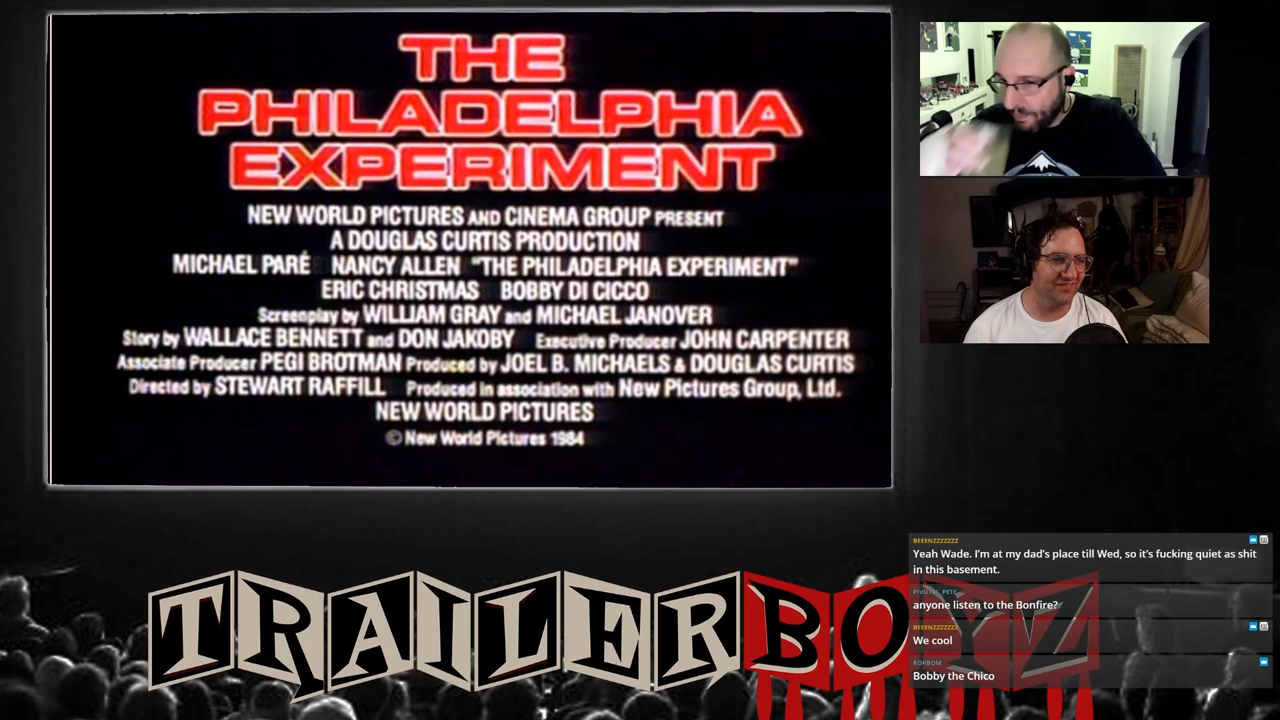 THE
PHILADELPHIA
EXPERIMENT
NEW WORLD PICTURES AND CINEMA GROUP PRESENT
A DOUGLAS CURTIS PRODUCTION
MICHAEL PARÉ NANCY ALLEN "THE PHILADELPHIA EXPERIMENT"
ERIC CHRISTMAS BOBBY DI CICCO
Screenplay by WILLIAM GRAY and MICHAEL JANOVER
Story by WALLACE BENNETT and DON JAKOBY Executive Producer JOHN CARPENTER
Associate Producer PEGI BROTMAN Produced by JOEL B. MICHAELS & DOUGLAS CURTIS
Directed by STEWART RAFFILL Produced in association with New Pictures Group, Ltd.
NEW WORLD PICTURES
© New World Pictures 1984
TRAILERBOYZ
BEEENZZZZZZZ
Yeah Wade. I'm at my dad's place till Wed, so it's fucking quiet as shit
in this basement.
PIVOTAL_PETE
anyone listen to the Bonfire?
BEEENZZZZZZZ
We cool
ROKBOM
Bobby the Chico